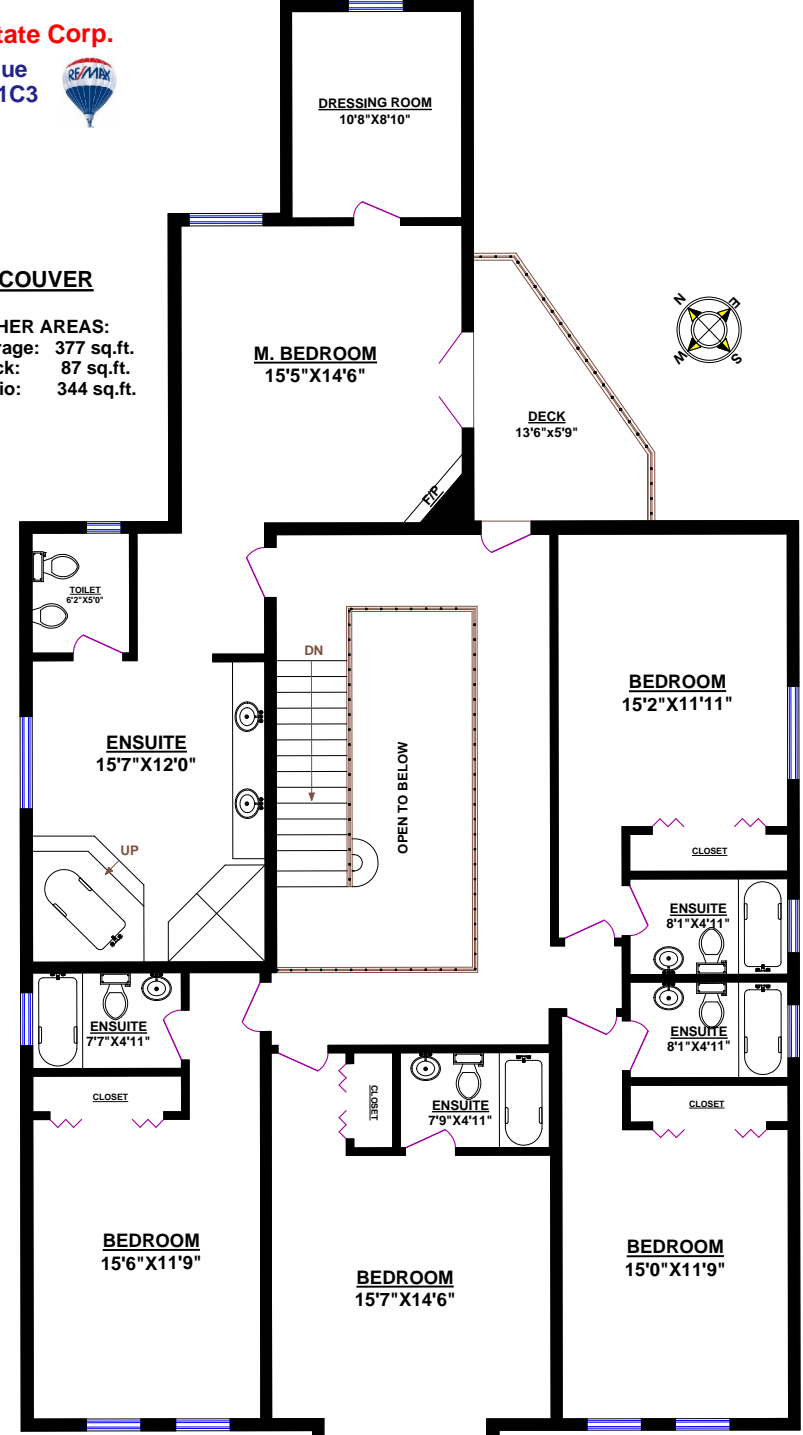 tate Corp.
ue
1C3
RE/MAX
COUVER
HER AREAS:
rage: 377 sq.ft.
ck: 87 sq.ft.
io: 344 sq.ft.
DRESSING ROOM
10'8"X8'10"
M. BEDROOM
15'5"X14'6"
N
E
W
S
DECK
13'6"x5'9"
F/P
TOILET
6'2"X5'0"
DN
BEDROOM
15'2"X11'11"
ENSUITE
15'7"X12'0"
OPEN TO BELOW
UP
CLOSET
ENSUITE
8'1"X4'11"
ENSUITE
7'7"X4'11"
ENSUITE
8'1"X4'11"
CLOSET
CLOSET
ENSUITE
7'9"X4'11"
CLOSET
BEDROOM
15'6"X11'9"
BEDROOM
15'7"X14'6"
BEDROOM
15'0"X11'9"